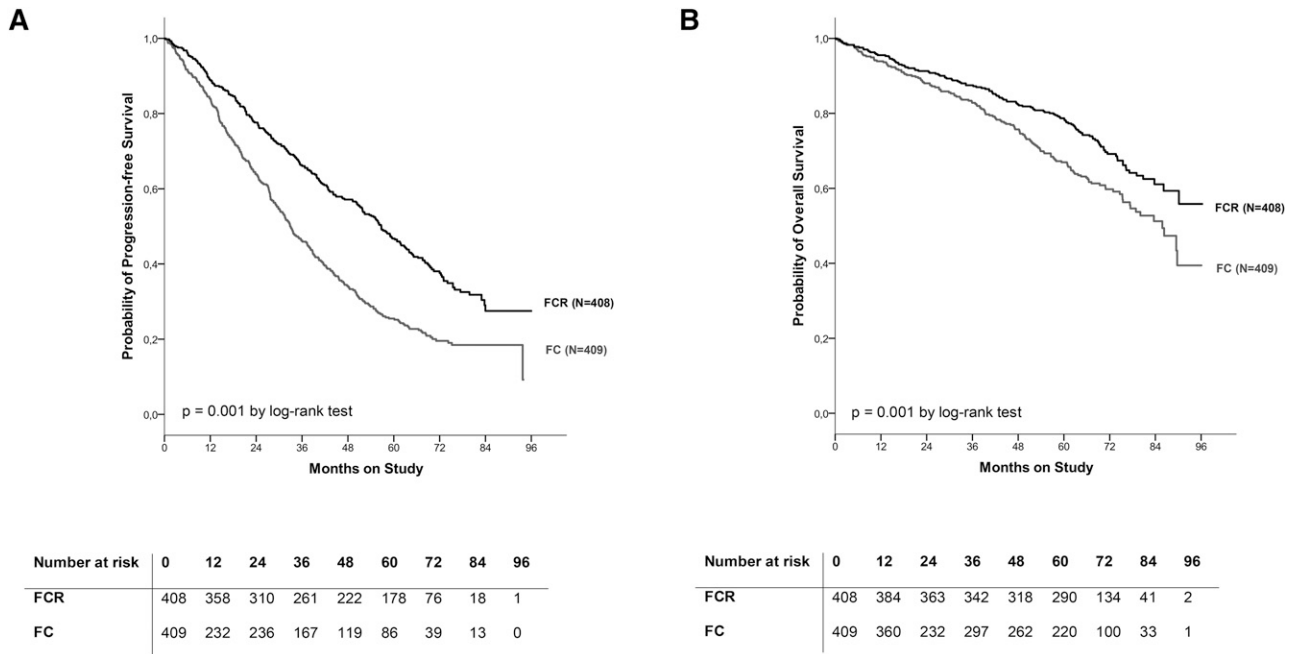 A
Probability of Progression-free Survival
1,0
0,8
0,6
0,4
0,2
0,0
FCR (N=408)
FC (N=409)
p = 0.001 by log-rank test
0 12 24 36 48 60 72 84 96
Months on Study
Number at risk 0 12 24 36 48 60 72 84 96
FCR 408 358 310 261 222 178 76 18 1
FC 409 232 236 167 119 86 39 13 0
B
Probability of Overall Survival
1,0
0,8
0,6
0,4
0,2
0,0
FCR (N=408)
FC (N=409)
p = 0.001 by log-rank test
0 12 24 36 48 60 72 84 96
Months on Study
Number at risk 0 12 24 36 48 60 72 84 96
FCR 408 384 363 342 318 290 134 41 2
FC 409 360 232 297 262 220 100 33 1